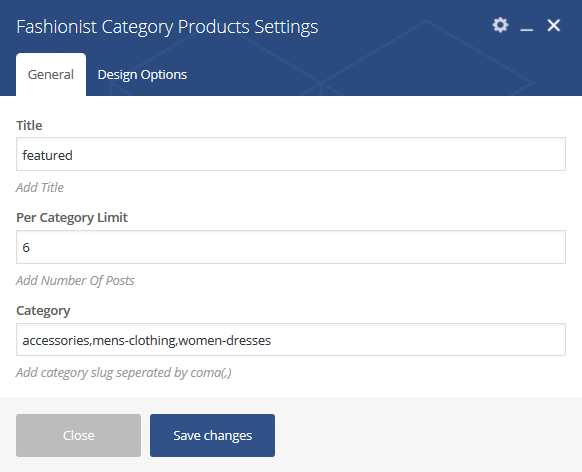 Fashionist Category Products Settings
General Design Options
Title
featured
Add Title
Per Category Limit
6
Add Number Of Posts
Category
accessories,mens-clothing,women-dresses
Add category slug seperated by coma(,)
Close Save changes